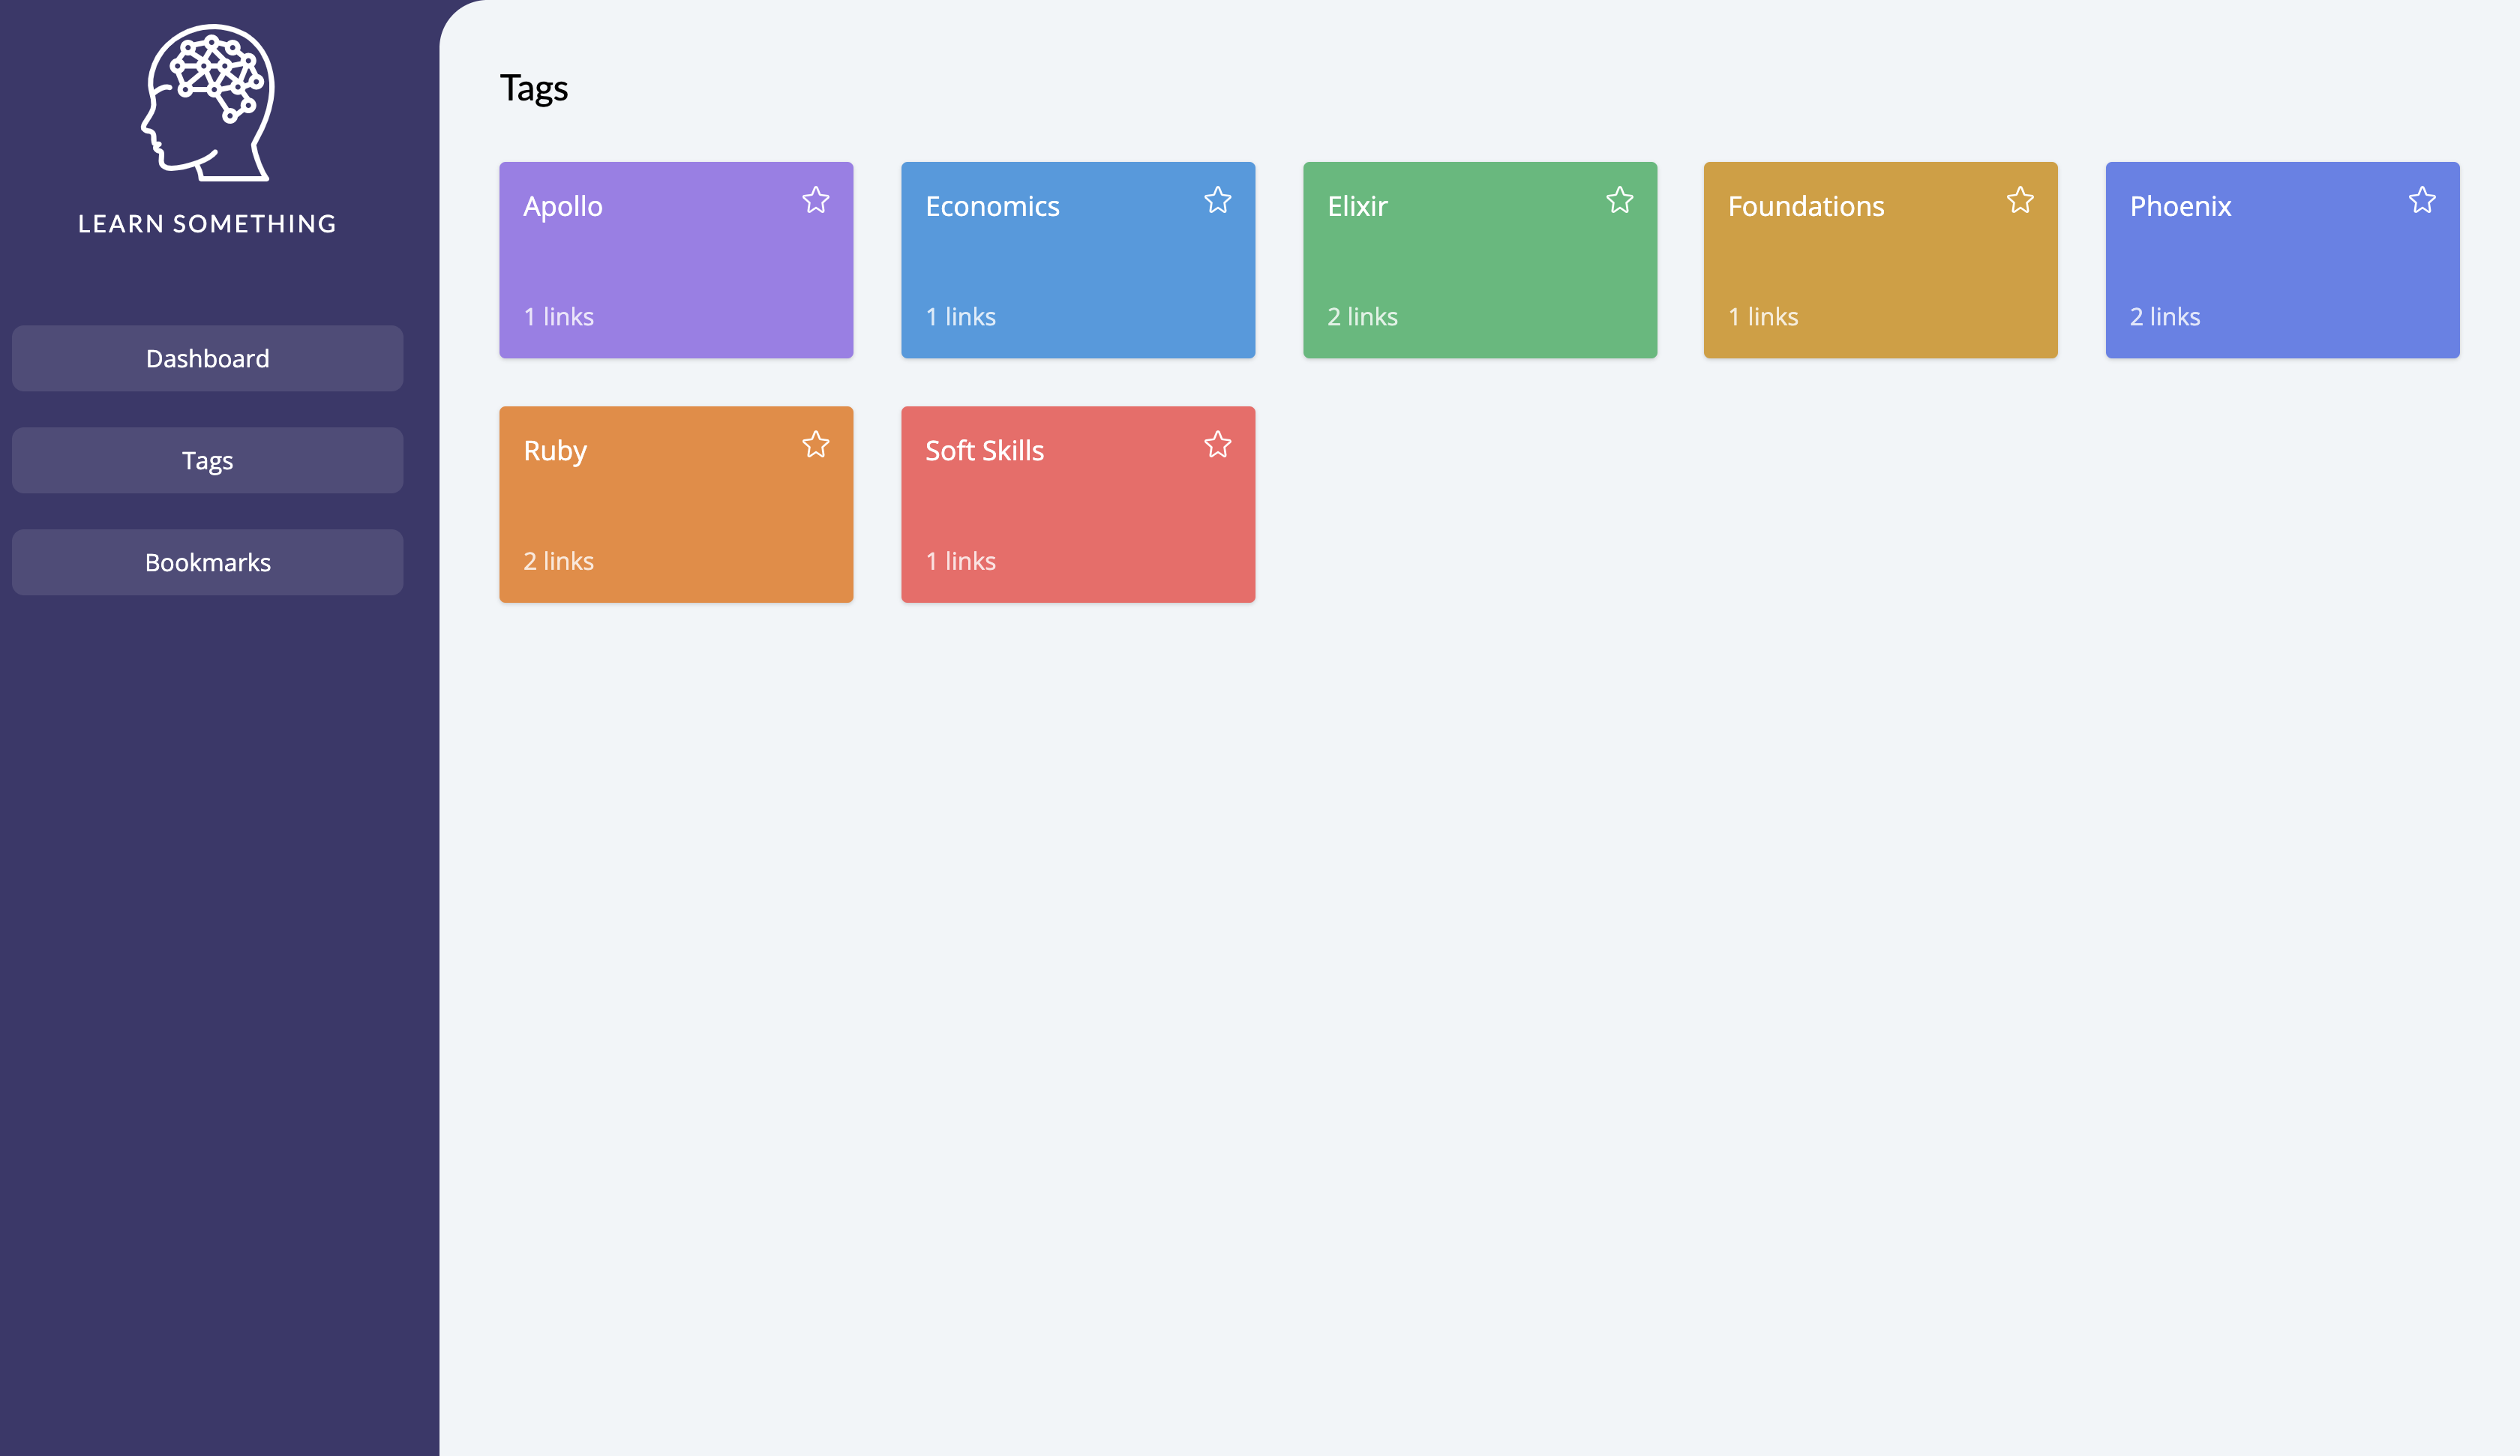 LEARN SOMETHING
Dashboard
Tags
Bookmarks
Tags
Apollo
1 links
Economics
1 links
Elixir
2 links
Foundations
1 links
Phoenix
2 links
Ruby
2 links
Soft Skills
1 links